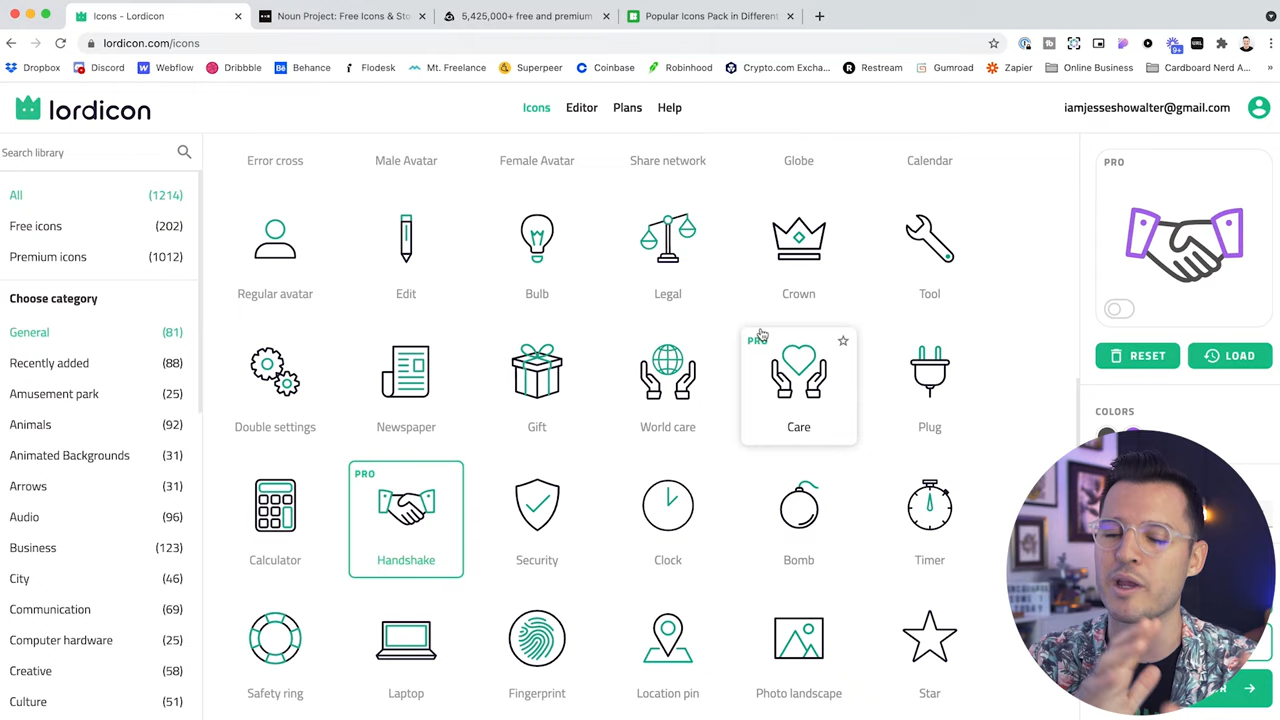 Icons - Lordicon
Noun Project: Free Icons & Sto
5,425,000+ free and premium
Popular Icons Pack in Different
lordicon.com/icons
9+
URL
Dropbox
Discord
Webflow
Dribbble
Behance
Flodesk
Mt. Freelance
Superpeer
Coinbase
Robinhood
Crypto.com Excha...
Restream
Gumroad
Zapier
Online Business
Cardboard Nerd A...
lordicon
Icons
Editor
Plans
Help
iamjesseshowalter@gmail.com
Search library
All (1214)
Free icons (202)
Premium icons (1012)
Choose category
General (81)
Recently added (88)
Amusement park (25)
Animals (92)
Animated Backgrounds (31)
Arrows (31)
Audio (96)
Business (123)
City (46)
Communication (69)
Computer hardware (25)
Creative (58)
Culture (51)
Error cross
Male Avatar
Female Avatar
Share network
Globe
Calendar
Regular avatar
Edit
Bulb
Legal
Crown
Tool
Double settings
Newspaper
Gift
World care
PRO
Care
Plug
Calculator
PRO
Handshake
Security
Clock
Bomb
Timer
Safety ring
Laptop
Fingerprint
Location pin
Photo landscape
Star
PRO
RESET
LOAD
COLORS